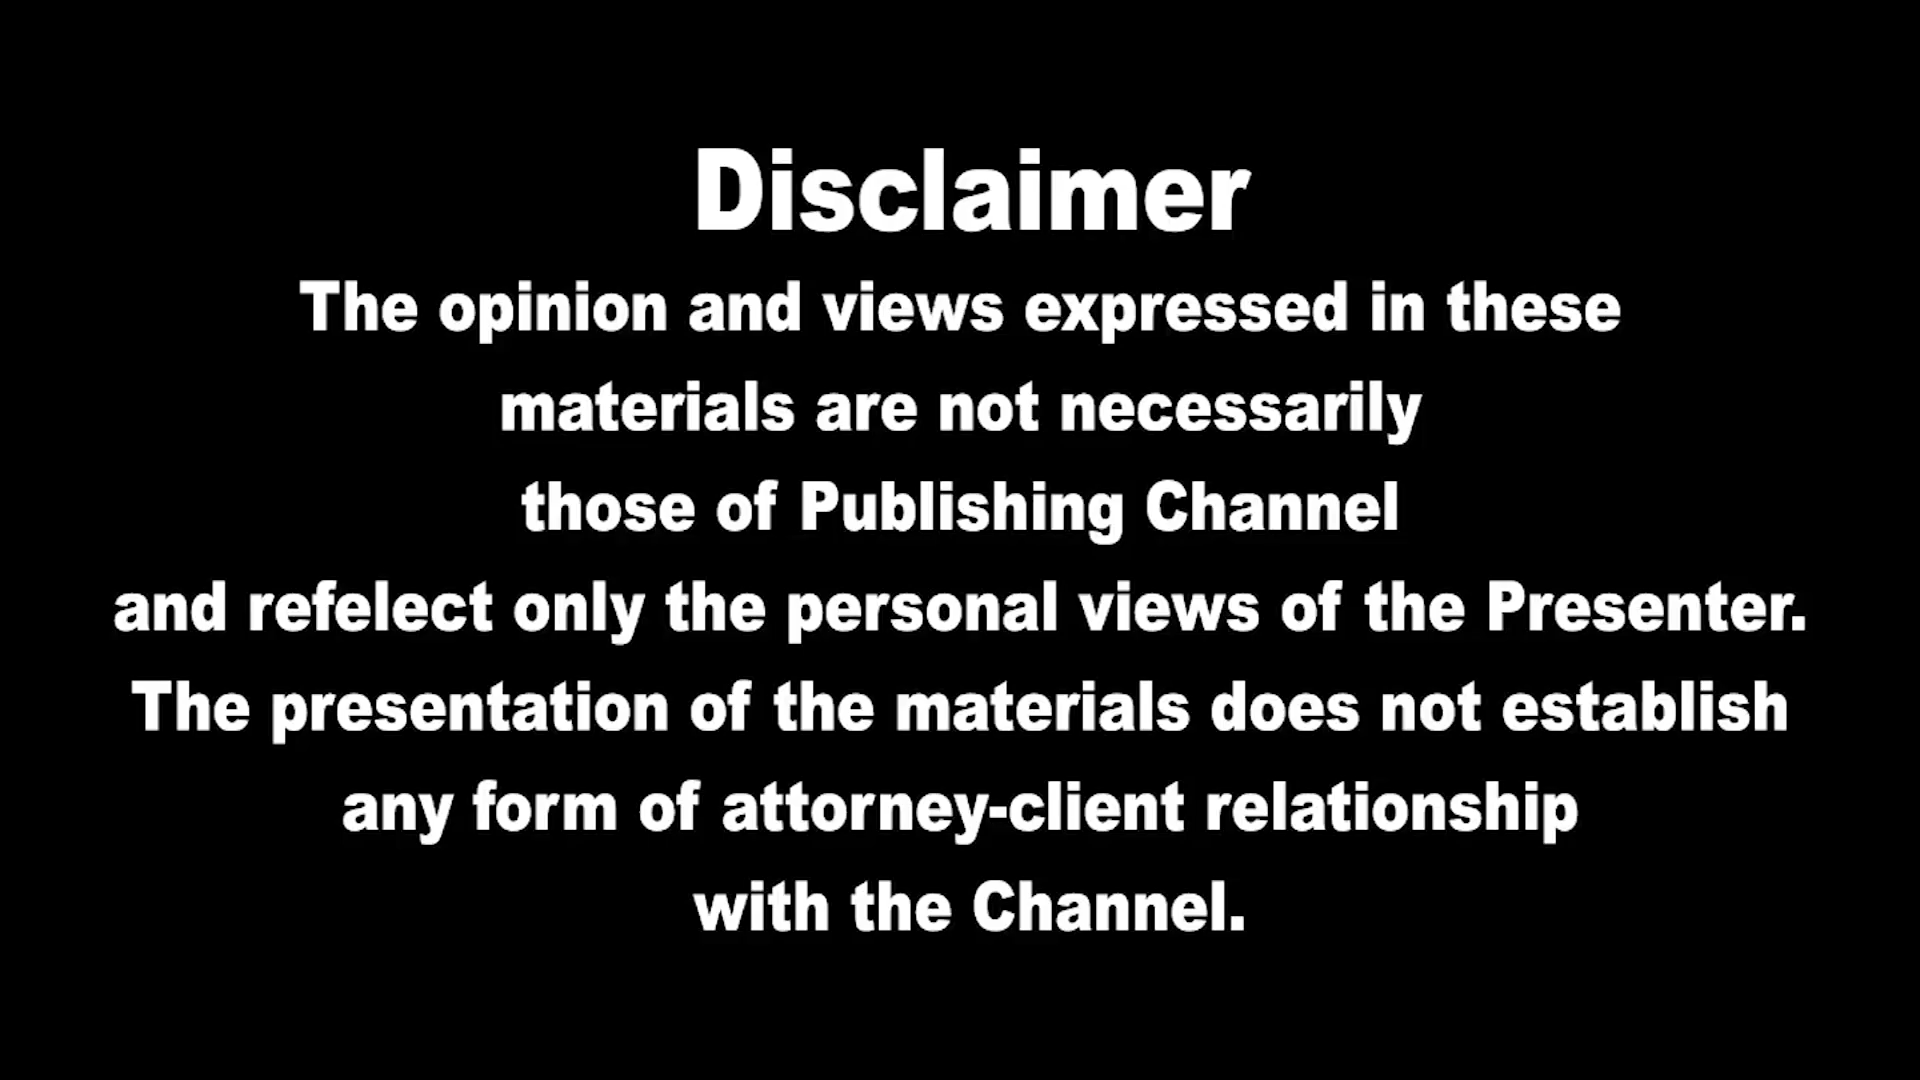 Disclaimer
The opinion and views expressed in these
materials are not necessarily
those of Publishing Channel
and refelect only the personal views of the Presenter.
The presentation of the materials does not establish
any form of attorney-client relationship
with the Channel.